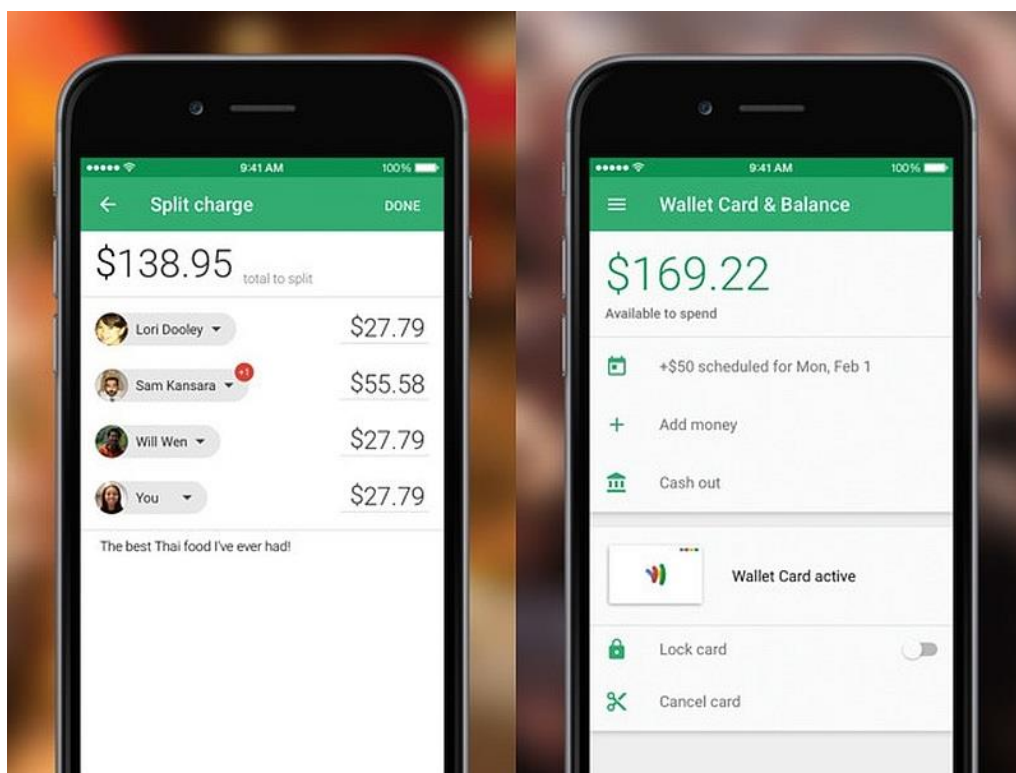 9:41 AM 100%
Split charge DONE
$138.95 total to split
Lori Dooley $27.79
+1
Sam Kansara $55.58
Will Wen $27.79
You $27.79
The best Thai food I've ever had!
9:41 AM 100%
Wallet Card & Balance
$169.22
Available to spend
+$50 scheduled for Mon, Feb 1
Add money
Cash out
Wallet Card active
Lock card
Cancel card